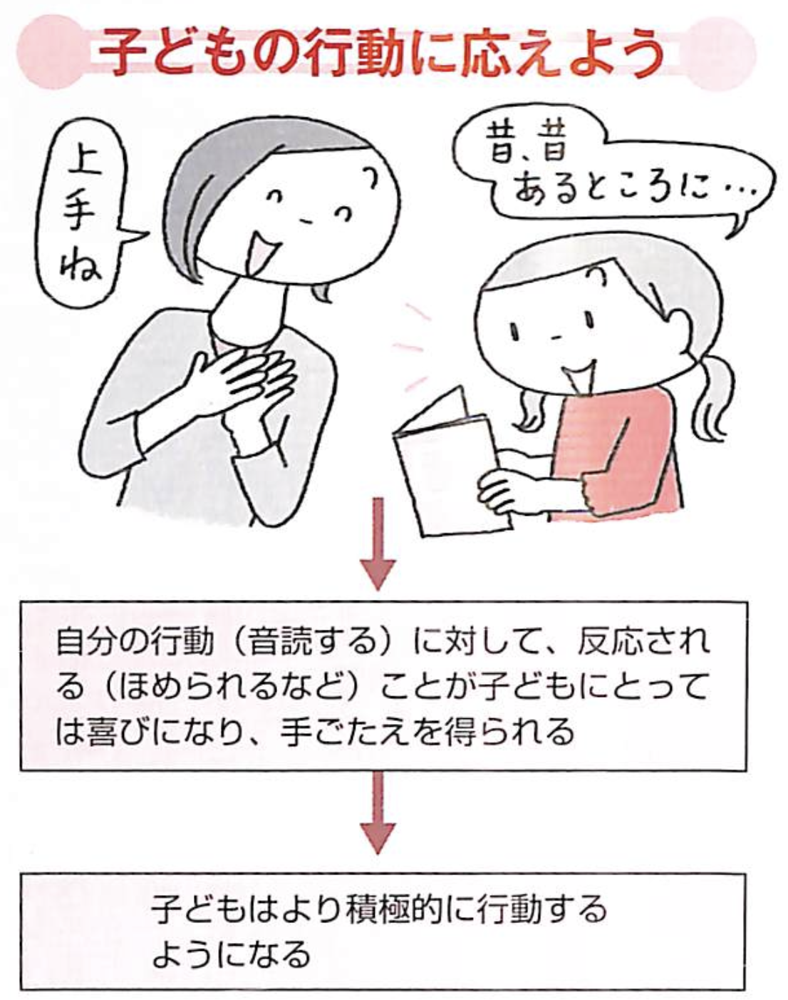 子どもの行動に応えよう
上手ね
昔、昔
あるところに…
自分の行動（音読する）に対して、反応され
る（ほめられるなど）ことが子どもにとって
は喜びになり、手ごたえを得られる
子どもはより積極的に行動する
ようになる